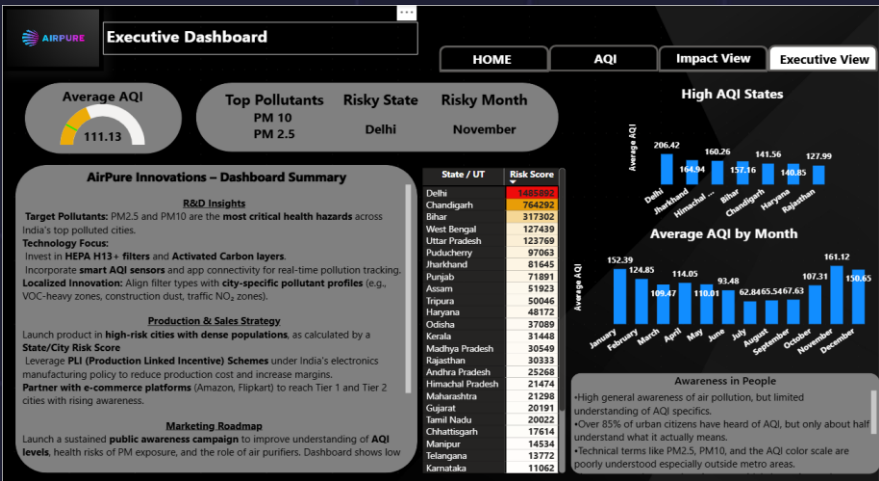 ...
AIRPURE
Executive Dashboard
HOME
AQI
Impact View
Executive View
Average AQI
111.13
Top Pollutants
PM 10
PM 2.5
Risky State
Delhi
Risky Month
November
High AQI States
Average AQI
206.42
164.94
160.26
157.16
141.56
140.85
127.99
Delhi
Jharkhand
Himachal ...
Bihar
Chandigarh
Haryana
Rajasthan
AirPure Innovations – Dashboard Summary
R&D Insights
Target Pollutants: PM2.5 and PM10 are the most critical health hazards across
India's top polluted cities.
Technology Focus:
Invest in HEPA H13+ filters and Activated Carbon layers.
Incorporate smart AQI sensors and app connectivity for real-time pollution tracking.
Localized Innovation: Align filter types with city-specific pollutant profiles (e.g.,
VOC-heavy zones, construction dust, traffic NO₂ zones).
Production & Sales Strategy
Launch product in high-risk cities with dense populations, as calculated by a
State/City Risk Score
Leverage PLI (Production Linked Incentive) Schemes under India's electronics
manufacturing policy to reduce production cost and increase margins.
Partner with e-commerce platforms (Amazon, Flipkart) to reach Tier 1 and Tier 2
cities with rising awareness.
Marketing Roadmap
Launch a sustained public awareness campaign to improve understanding of AQI
levels, health risks of PM exposure, and the role of air purifiers. Dashboard shows low
State / UT Risk Score
Delhi 1485892
Chandigarh 764292
Bihar 317302
West Bengal 127439
Uttar Pradesh 123769
Puducherry 97063
Jharkhand 81645
Punjab 71891
Assam 51923
Tripura 50046
Haryana 48172
Odisha 37089
Kerala 31448
Madhya Pradesh 30549
Rajasthan 30333
Andhra Pradesh 25268
Himachal Pradesh 21474
Maharashtra 21298
Gujarat 20191
Tamil Nadu 20022
Chhattisgarh 17614
Manipur 14534
Telangana 13772
Karnataka 11062
Average AQI by Month
Average AQI
152.39
124.85
109.47
114.05
110.01
93.48
62.84
65.54
67.63
107.31
161.12
150.65
January
February
March
April
May
June
July
August
September
October
November
December
Awareness in People
•High general awareness of air pollution, but limited
understanding of AQI specifics.
•Over 85% of urban citizens have heard of AQI, but only about half
understand what it actually means.
•Technical terms like PM2.5, PM10, and the AQI color scale are
poorly understood especially outside metro areas.